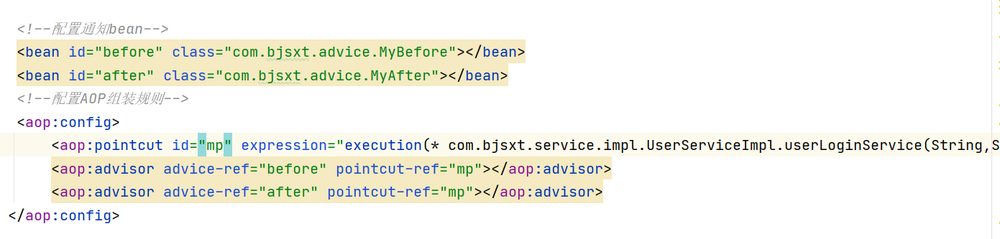 <!--配置通知bean-->
<bean id="before" class="com.bjsxt.advice.MyBefore"></bean>
<bean id="after" class="com.bjsxt.advice.MyAfter"></bean>
<!--配置AOP组装规则-->
<aop:config>
<aop:pointcut id="mp" expression="execution(* com.bjsxt.service.impl.UserServiceImpl.userLoginService(String,S
<aop:advisor advice-ref="before" pointcut-ref="mp"></aop:advisor>
<aop:advisor advice-ref="after" pointcut-ref="mp"></aop:advisor>
</aop:config>